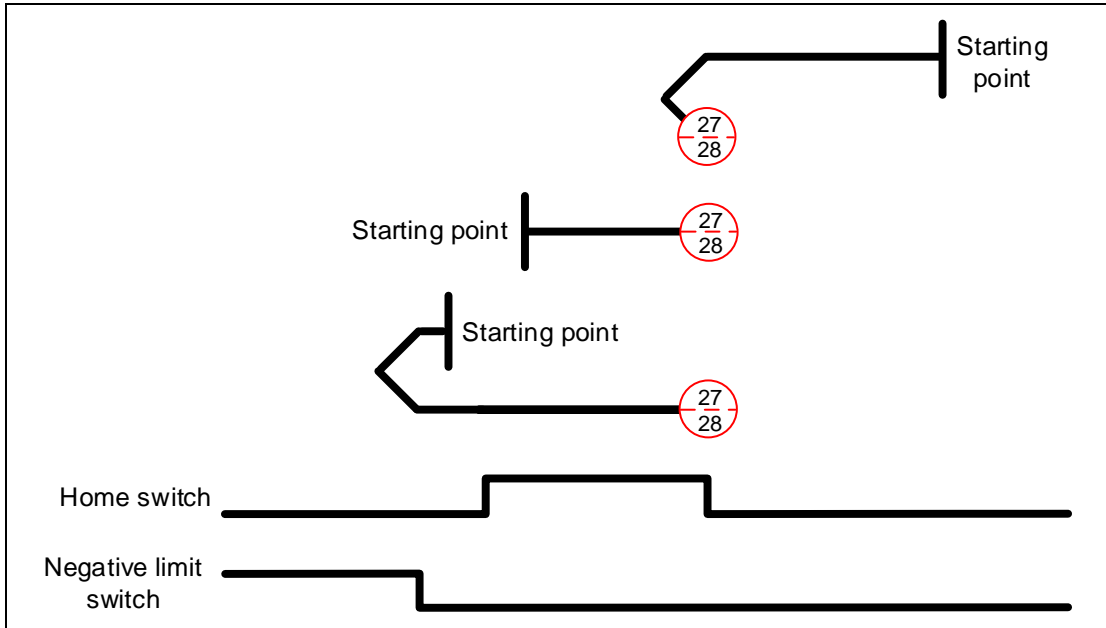 Starting
point
27
28
Starting point
27
28
Starting point
27
28
Home switch
Negative limit
switch